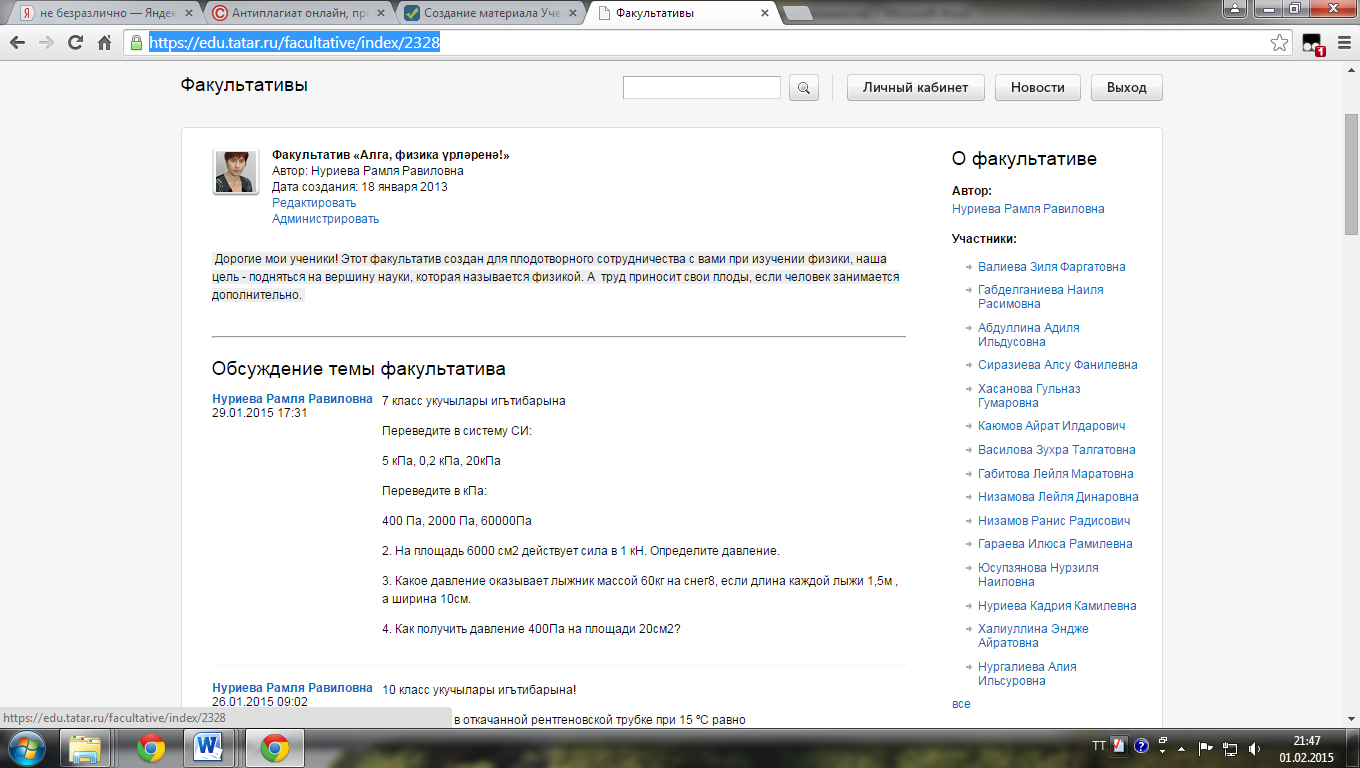 не безразлично — Яндек
Антиплагиат онлайн, про
Создание материала Уче
Факультативы
https://edu.tatar.ru/facultative/index/2328
1
Факультативы
Личный кабинет
Новости
Выход
Факультатив «Алга, физика үрләренә!»
Автор: Нуриева Рамля Равиловна
Дата создания: 18 января 2013
Редактировать
Администрировать
Дорогие мои ученики! Этот факультатив создан для плодотворного сотрудничества с вами при изучении физики, наша
цель - подняться на вершину науки, которая называется физикой. А труд приносит свои плоды, если человек занимается
дополнительно.
Обсуждение темы факультатива
Нуриева Рамля Равиловна
29.01.2015 17:31
7 класс укучылары игътибарына
Переведите в систему СИ:
5 кПа, 0,2 кПа, 20кПа
Переведите в кПа:
400 Па, 2000 Па, 60000Па
2. На площадь 6000 см2 действует сила в 1 кН. Определите давление.
3. Какое давление оказывает лыжник массой 60кг на снег8, если длина каждой лыжи 1,5м ,
а ширина 10см.
4. Как получить давление 400Па на площади 20см2?
Нуриева Рамля Равиловна
26.01.2015 09:02
10 класс укучылары игътибарына!
в откачанной рентгеновской трубке при 15 ºС равно
О факультативе
Автор:
Нуриева Рамля Равиловна
Участники:
Валиева Зиля Фаргатовна
Габделганиева Наиля
Расимовна
Абдуллина Адиля
Ильдусовна
Сиразиева Алсу Фанилевна
Хасанова Гульназ
Гумаровна
Каюмов Айрат Илдарович
Василова Зухра Талгатовна
Габитова Лейля Маратовна
Низамова Лейля Динаровна
Низамов Ранис Радисович
Гараева Илюса Рамилевна
Юсупзянова Нурзиля
Наиловна
Нуриева Кадрия Камилевна
Халиуллина Эндже
Айратовна
Нургалиева Алия
Ильсуровна
все
https://edu.tatar.ru/facultative/index/2328
TT
21:47
01.02.2015